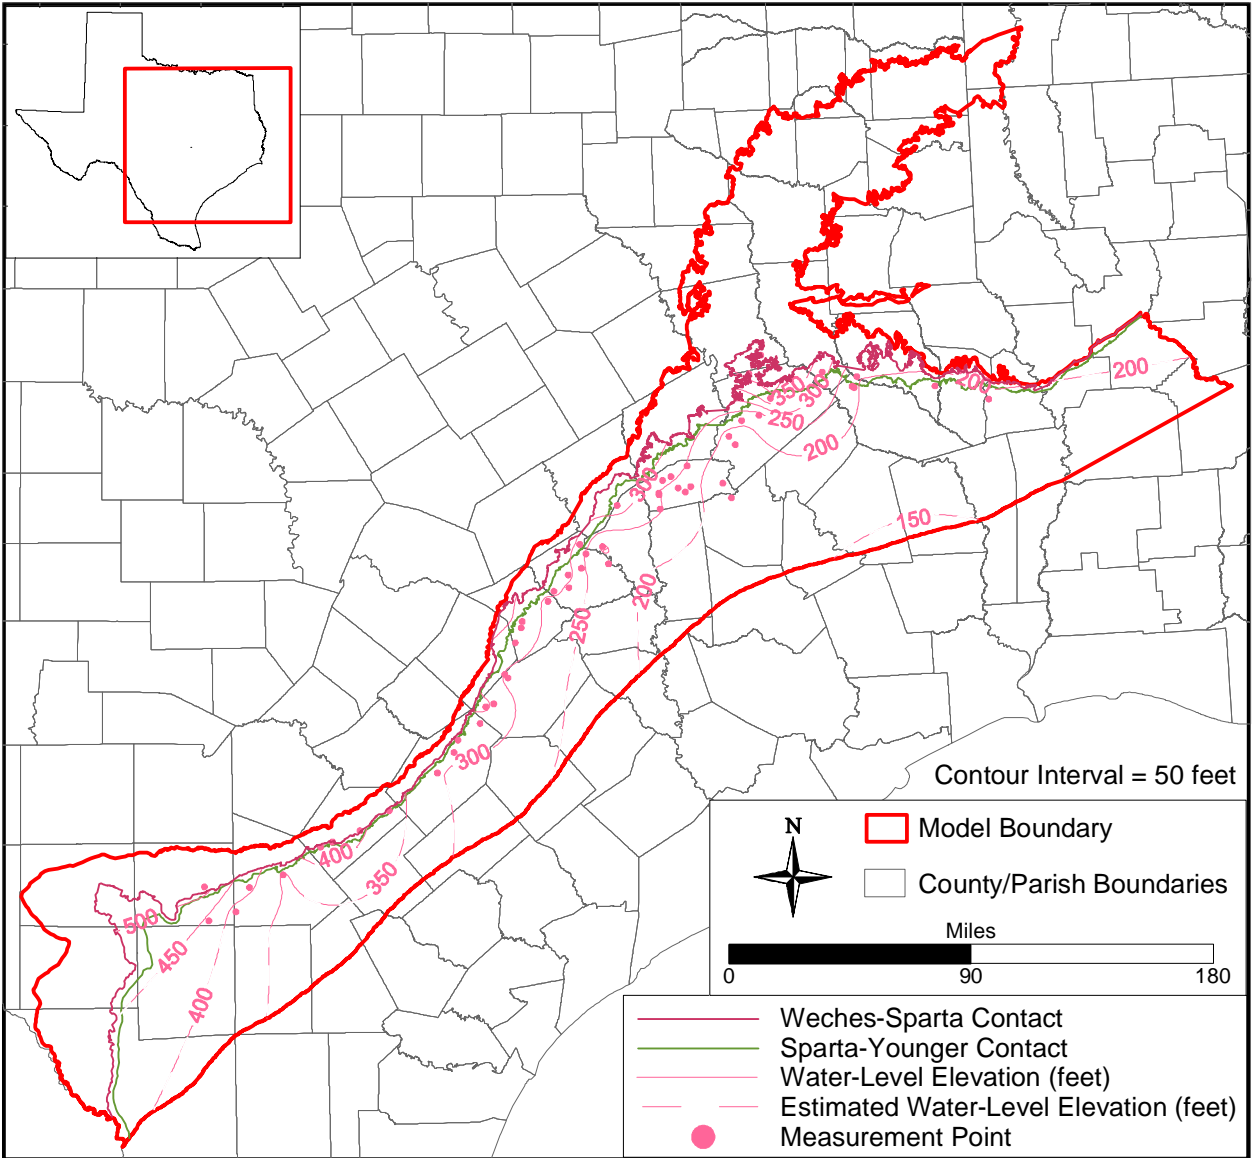 350
300
200
200
250
200
300
150
200
250
300
Contour Interval = 50 feet
400
350
500
450
400
N
Model Boundary
County/Parish Boundaries
Miles
0 90 180
Weches-Sparta Contact
Sparta-Younger Contact
Water-Level Elevation (feet)
Estimated Water-Level Elevation (feet)
Measurement Point